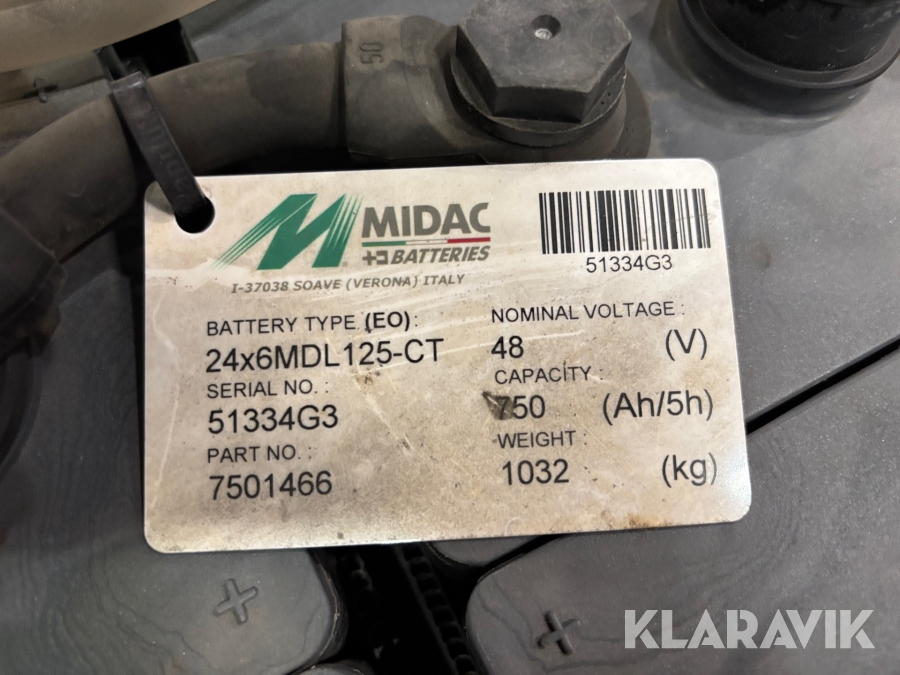 50
MIDAC
BATTERIES
I-37038 SOAVE (VERONA) ITALY
51334G3
BATTERY TYPE (EO) :
24x6MDL125-CT
SERIAL NO. :
51334G3
PART NO. :
7501466
NOMINAL VOLTAGE :
48 (V)
CAPACITY :
750 (Ah/5h)
WEIGHT :
1032 (kg)
KLARAVIK